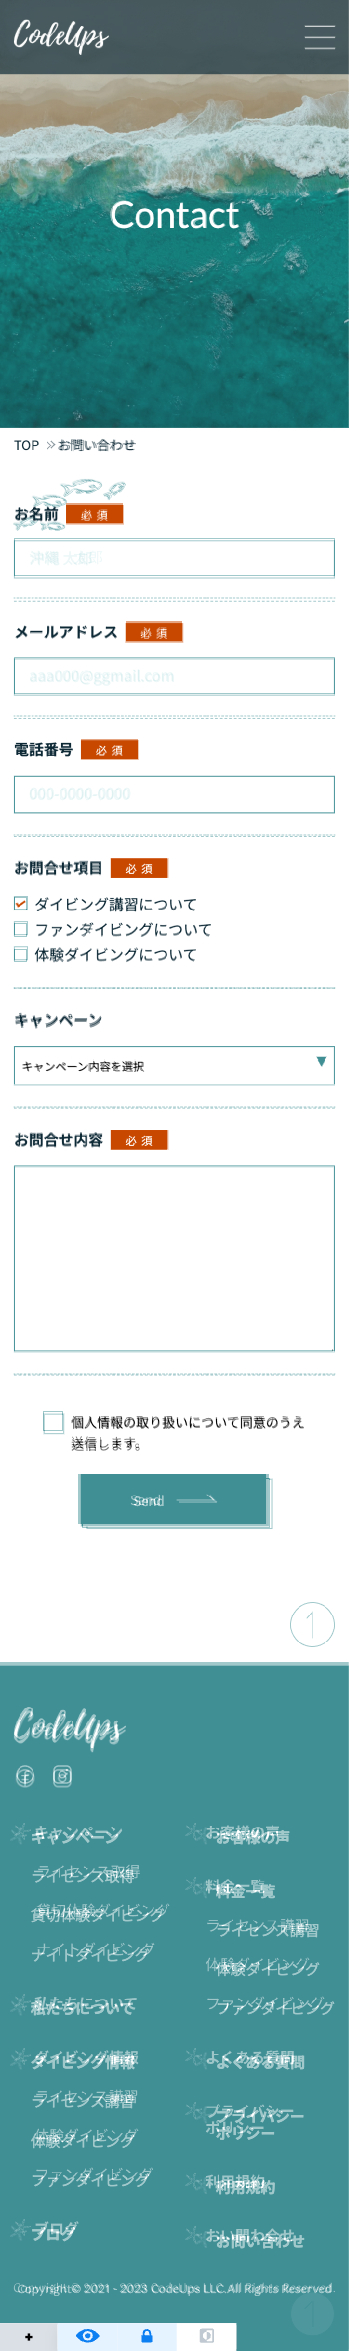 CodeUps
Contact
TOP >> お問い合わせ
お名前 必須
沖縄 太郎
メールアドレス 必須
aaa000@ggmail.com
電話番号 必須
000-0000-0000
お問合せ項目 必須
ダイビング講習について
ファンダイビングについて
体験ダイビングについて
キャンペーン
キャンペーン内容を選択
お問合せ内容 必須
個人情報の取り扱いについて同意のうえ
送信します。
Send
CodeUps
キャンペーン
ライセンス取得
貸切体験ダイビング
ナイトダイビング
私たちについて
ダイビング情報
ライセンス講習
体験ダイビング
ファンダイビング
ブログ
お客様の声
料金一覧
ライセンス講習
体験ダイビング
ファンダイビング
よくある質問
プライバシー
ポリシー
利用規約
お問い合わせ
Copyright© 2021 - 2023 CodeUps LLC. All Rights Reserved.